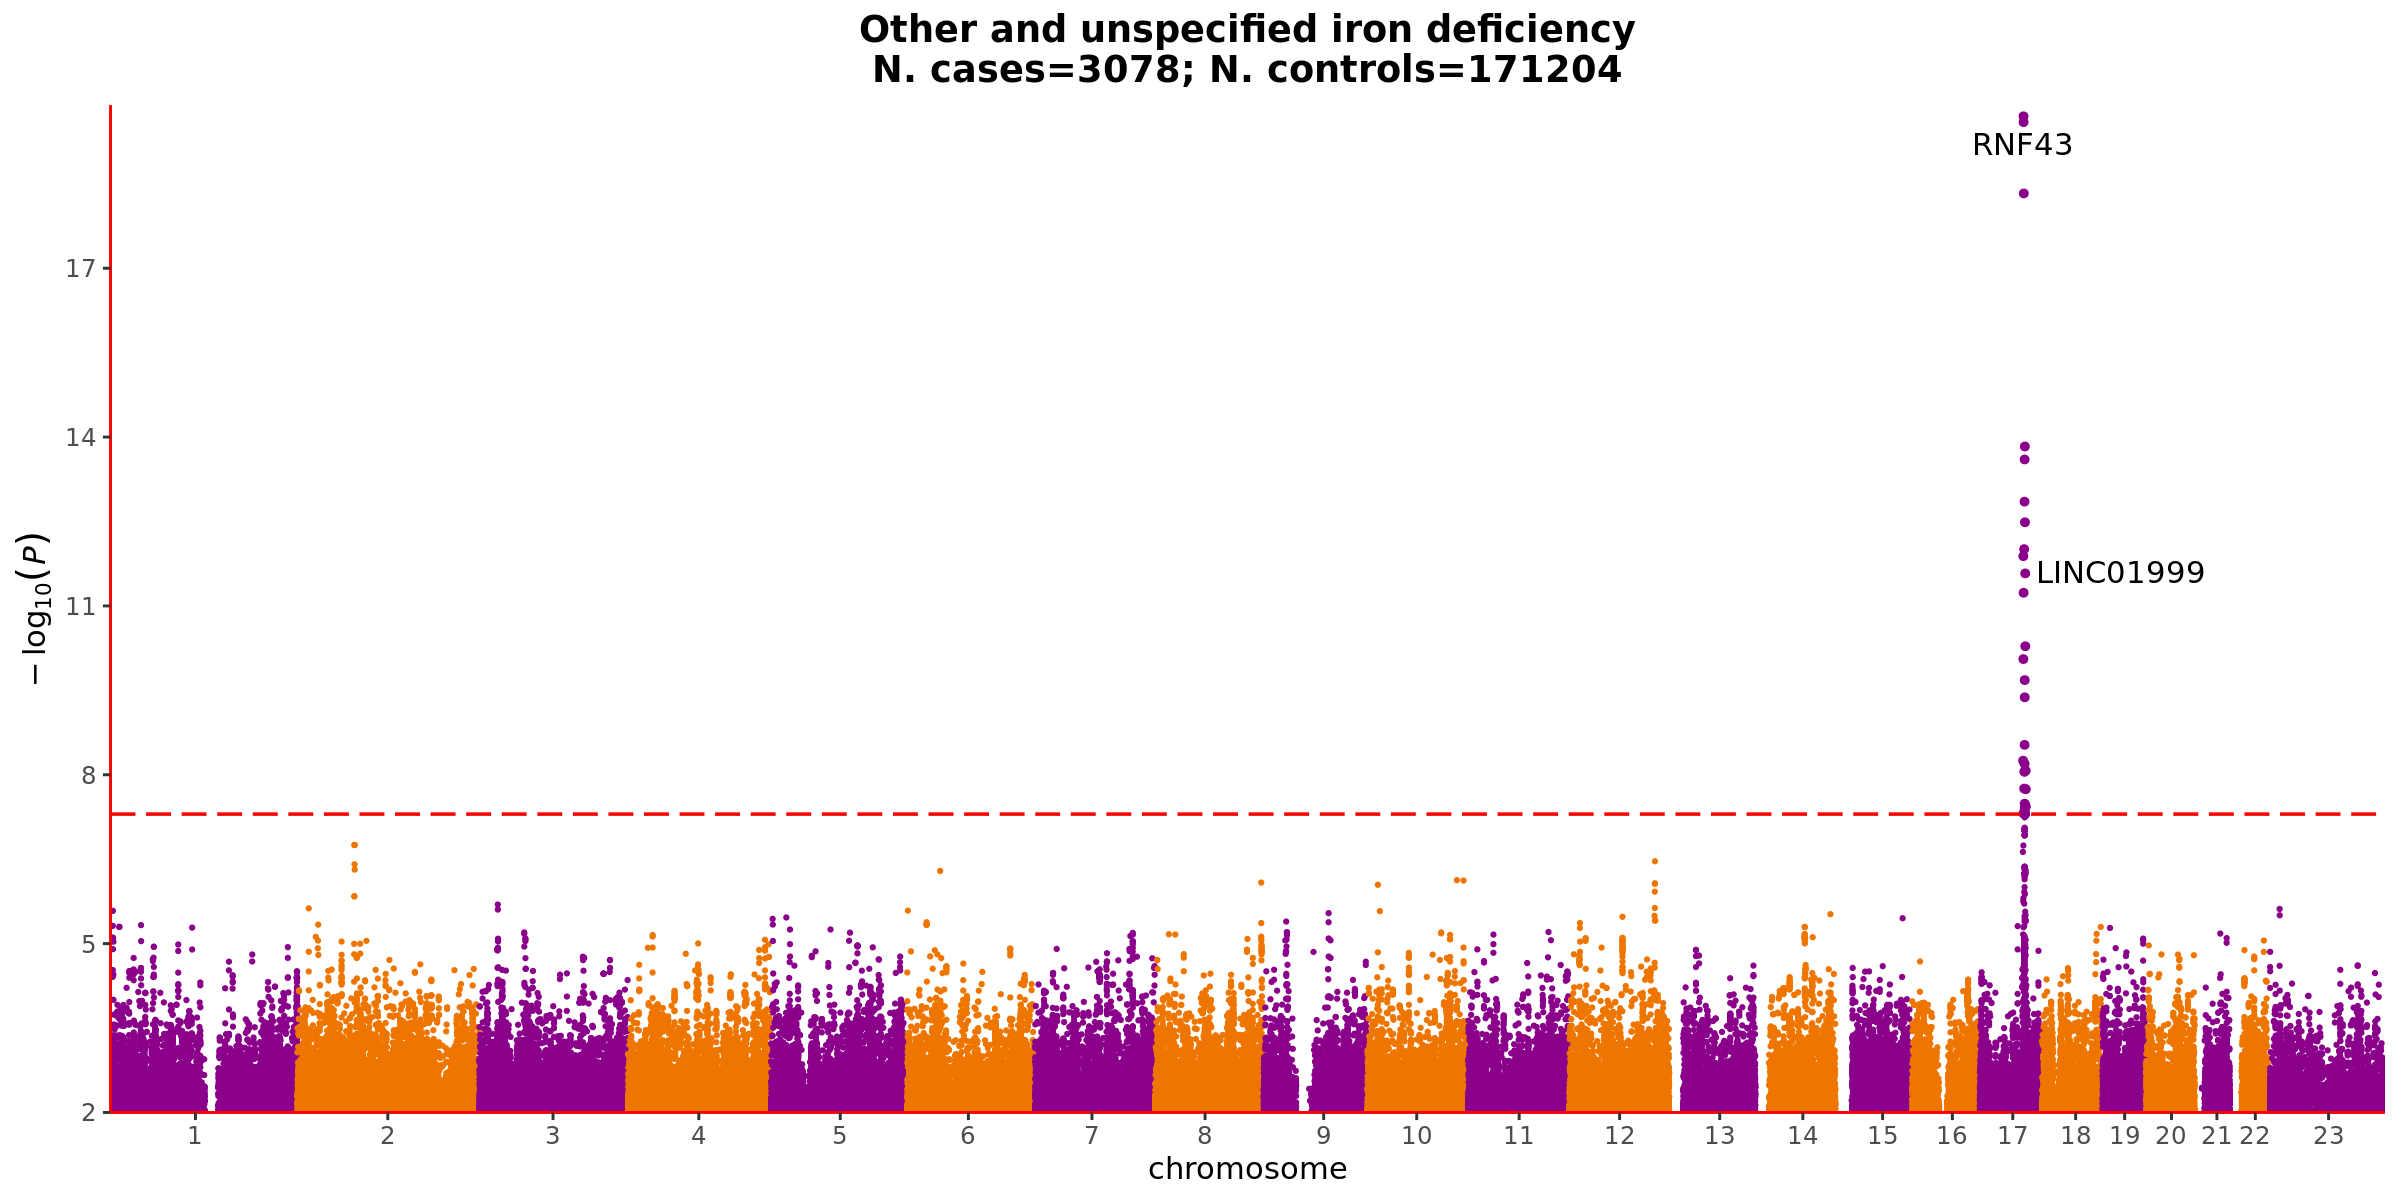 Other and unspecified iron deficiency
N. cases=3078; N. controls=171204
RNF43
17
14
−log10(P)
LINC01999
11
8
5
2
1 2 3 4 5 6 7 8 9 10 11 12 13 14 15 16 17 18 19 20 21 22 23
chromosome